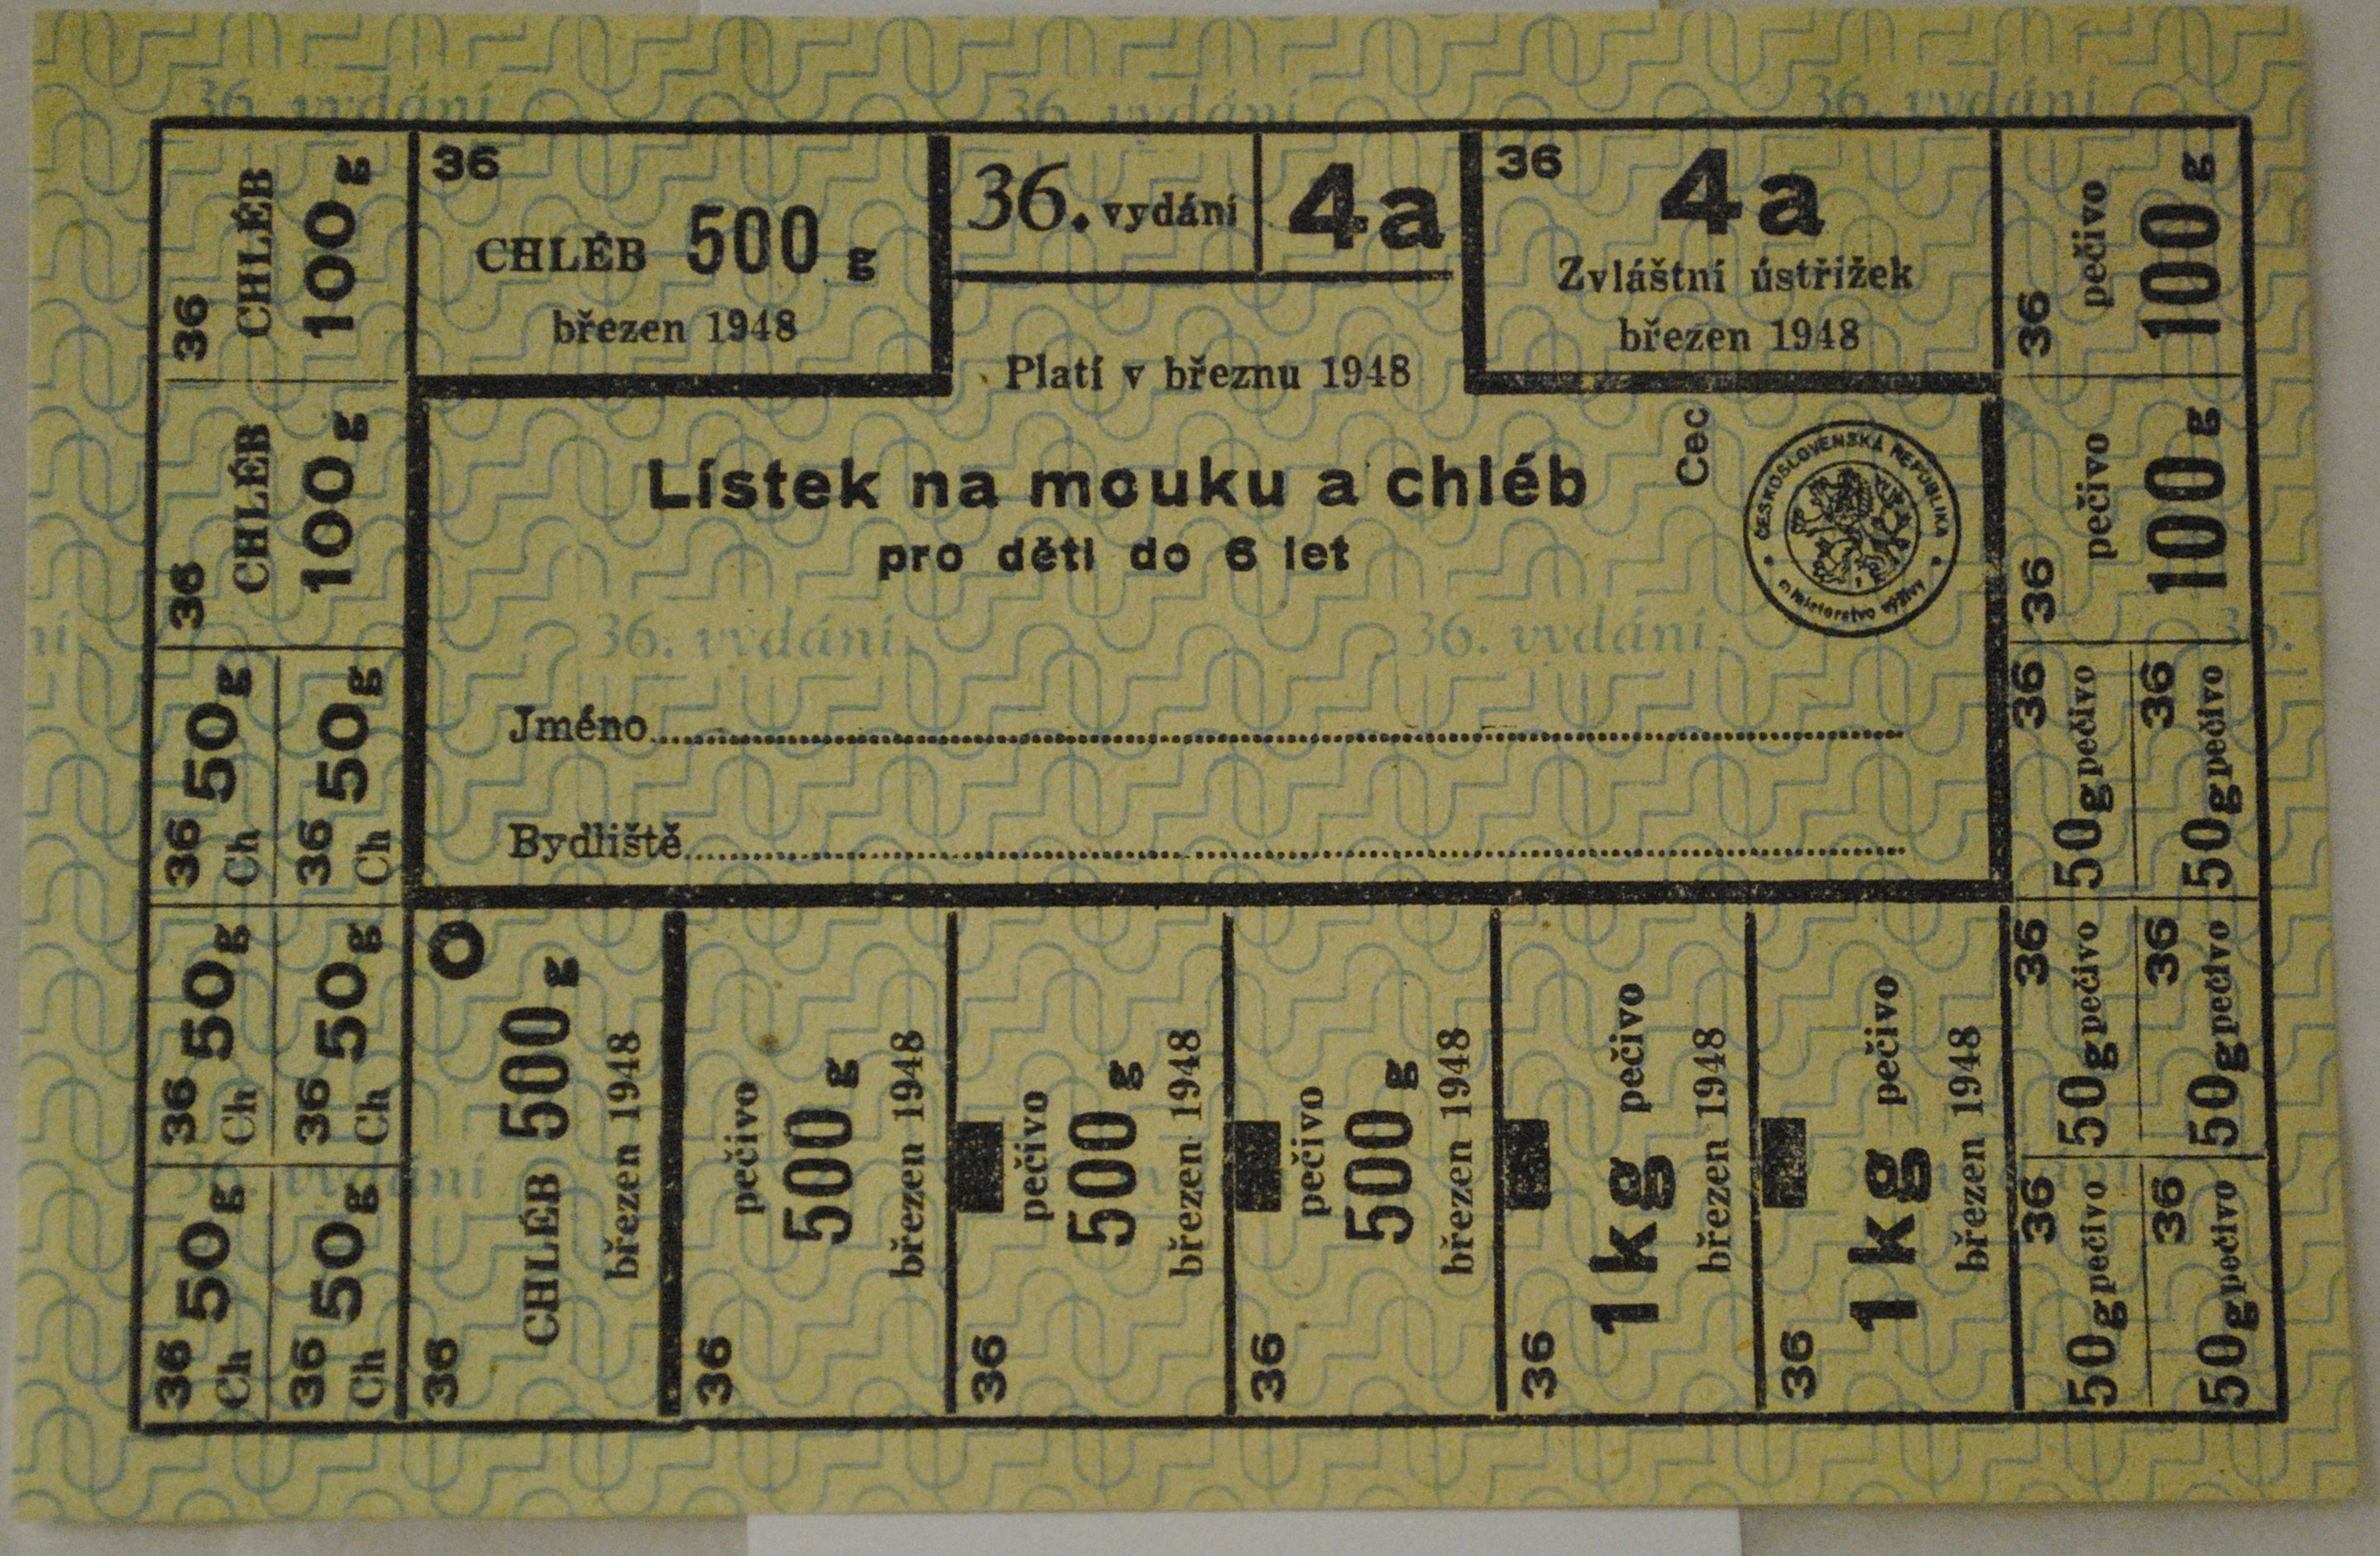 36. vydání
36. vydání
36. vydání
36
CHLÉB
100 g
36
CHLÉB
100 g
36
Ch 50 g
36
Ch 50 g
36
Ch 50 g
36
Ch 50 g
36
Ch 50 g
36
Ch 50 g
36
CHLÉB 500 g
březen 1948
36. vydání
4a
Platí v březnu 1948
36
4a
Zvláštní ústřižek
březen 1948
Lístek na mouku a chléb
pro děti do 6 let
Cec
ČESKOSLOVENSKÁ REPUBLIKA
ministerstvo výživy
36. vydání
36. vydání
Jméno
Bydliště
O
36
CHLÉB 500 g
březen 1948
36
pečivo
500 g
březen 1948
36
pečivo
500 g
březen 1948
36
pečivo
500 g
březen 1948
36
1 kg pečivo
březen 1948
36
1 kg pečivo
březen 1948
36
pečivo
100 g
36
pečivo
100 g
36
50 g pečivo
36
50 g pečivo
36
50 g pečivo
36
50 g pečivo
36
50 g pečivo
36
50 g pečivo